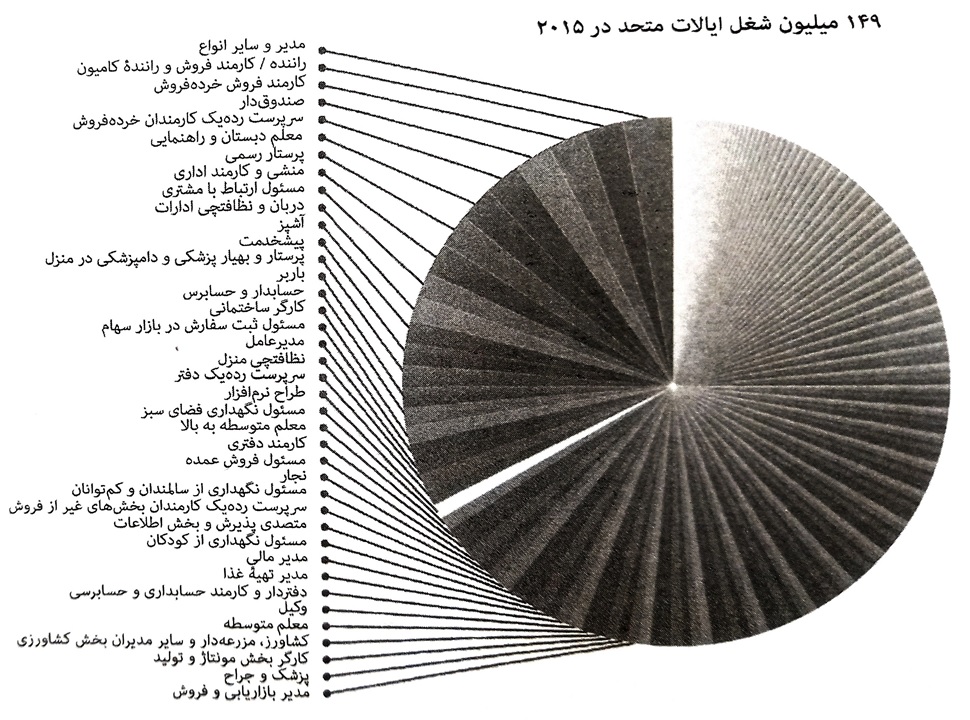 ۱۴۹ میلیون شغل ایالات متحد در ۲۰۱۵
مدیر و سایر انواع
راننده / کارمند فروش و رانندهٔ کامیون
کارمند فروش خرده‌فروش
صندوق‌دار
سرپرست رده‌یک کارمندان خرده‌فروش
معلم دبستان و راهنمایی
پرستار رسمی
منشی و کارمند اداری
مسئول ارتباط با مشتری
دربان و نظافتچی ادارات
آشپز
پیشخدمت
پرستار و بهیار پزشکی و دامپزشکی در منزل
باربر
حسابدار و حسابرس
کارگر ساختمانی
مسئول ثبت سفارش در بازار سهام
مدیرعامل
نظافتچی منزل
سرپرست رده‌یک دفتر
طراح نرم‌افزار
مسئول نگهداری فضای سبز
معلم متوسطه به بالا
کارمند دفتری
مسئول فروش عمده
نجار
مسئول نگهداری از سالمندان و کم‌توانان
سرپرست رده‌یک کارمندان بخش‌های غیر از فروش
متصدی پذیرش و بخش اطلاعات
مسئول نگهداری از کودکان
مدیر مالی
مدیر تهیهٔ غذا
دفتردار و کارمند حسابداری و حسابرسی
وکیل
معلم متوسطه
کشاورز، مزرعه‌دار و سایر مدیران بخش کشاورزی
کارگر بخش مونتاژ و تولید
پزشک و جراح
مدیر بازاریابی و فروش